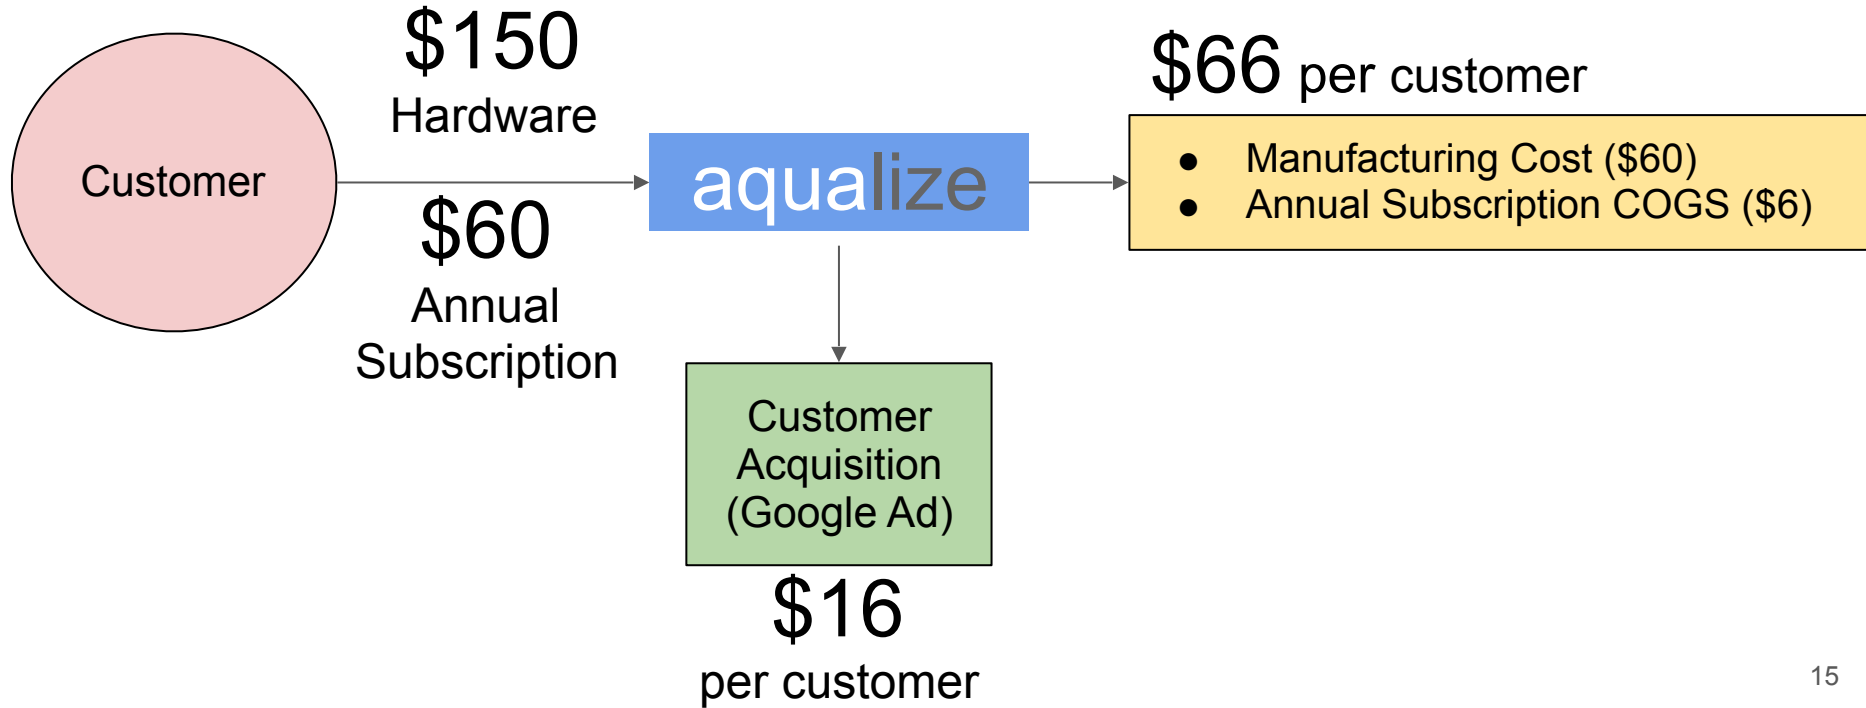 Customer
$150
Hardware
$60
Annual
Subscription
aqualize
$66 per customer
● Manufacturing Cost ($60)
● Annual Subscription COGS ($6)
Customer
Acquisition
(Google Ad)
$16
per customer
15